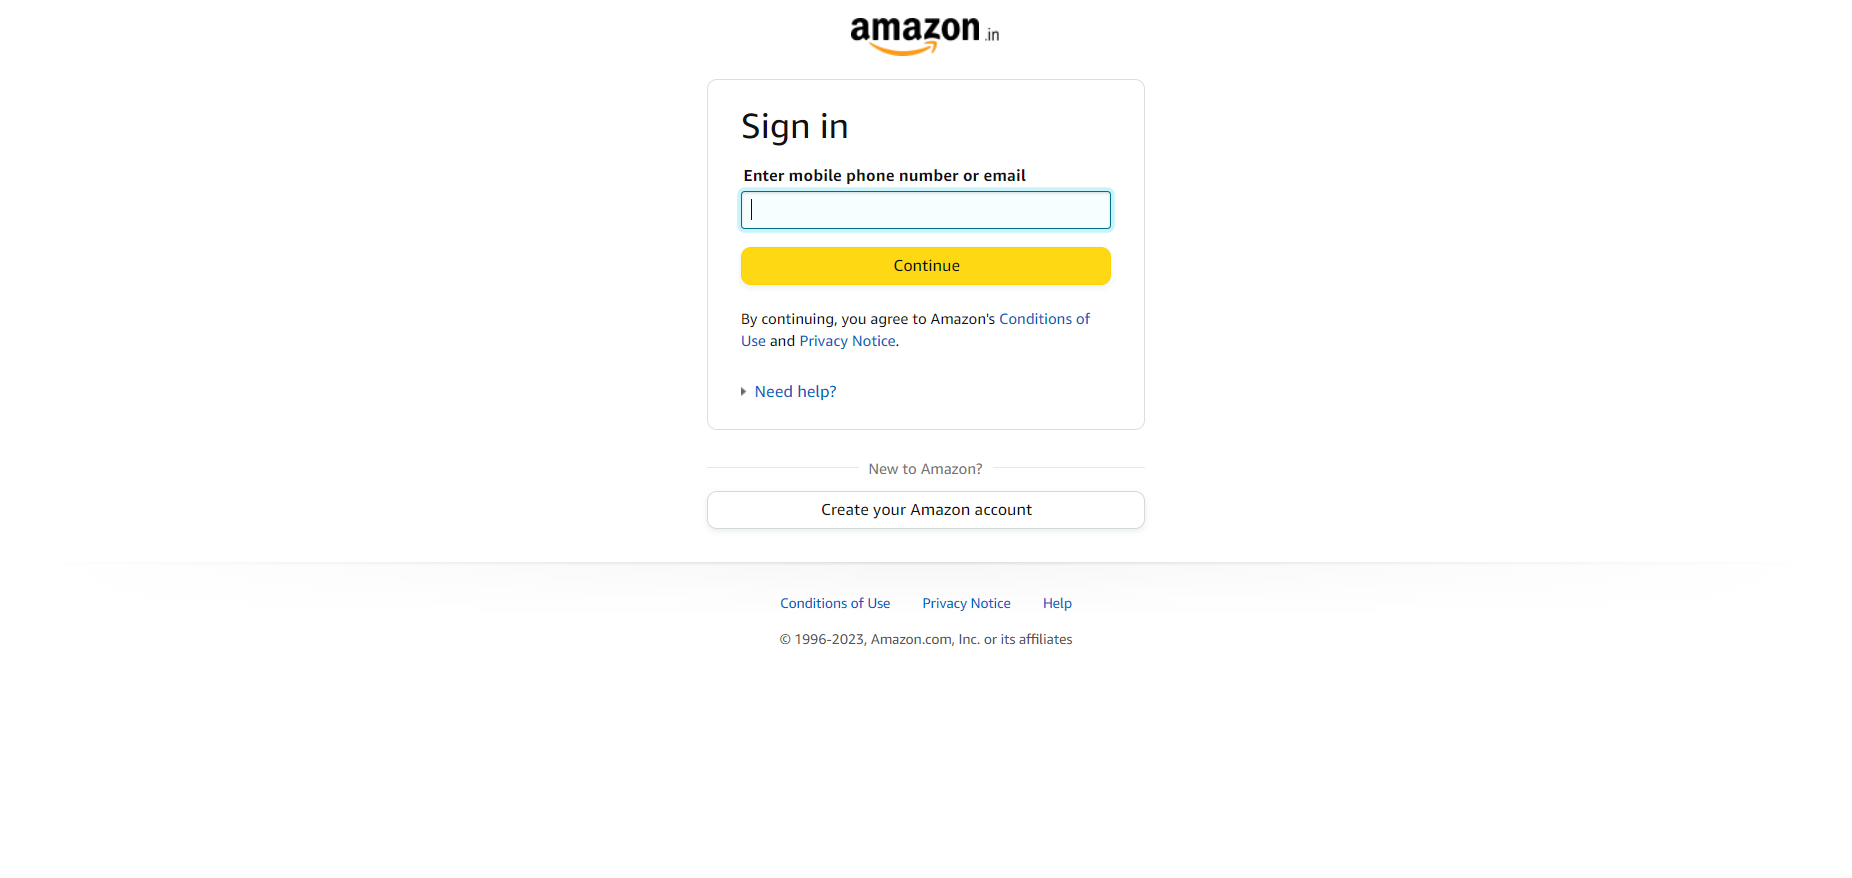 amazon.in
Sign in
Enter mobile phone number or email
Continue
By continuing, you agree to Amazon's Conditions of
Use and Privacy Notice.
Need help?
New to Amazon?
Create your Amazon account
Conditions of Use Privacy Notice Help
© 1996-2023, Amazon.com, Inc. or its affiliates